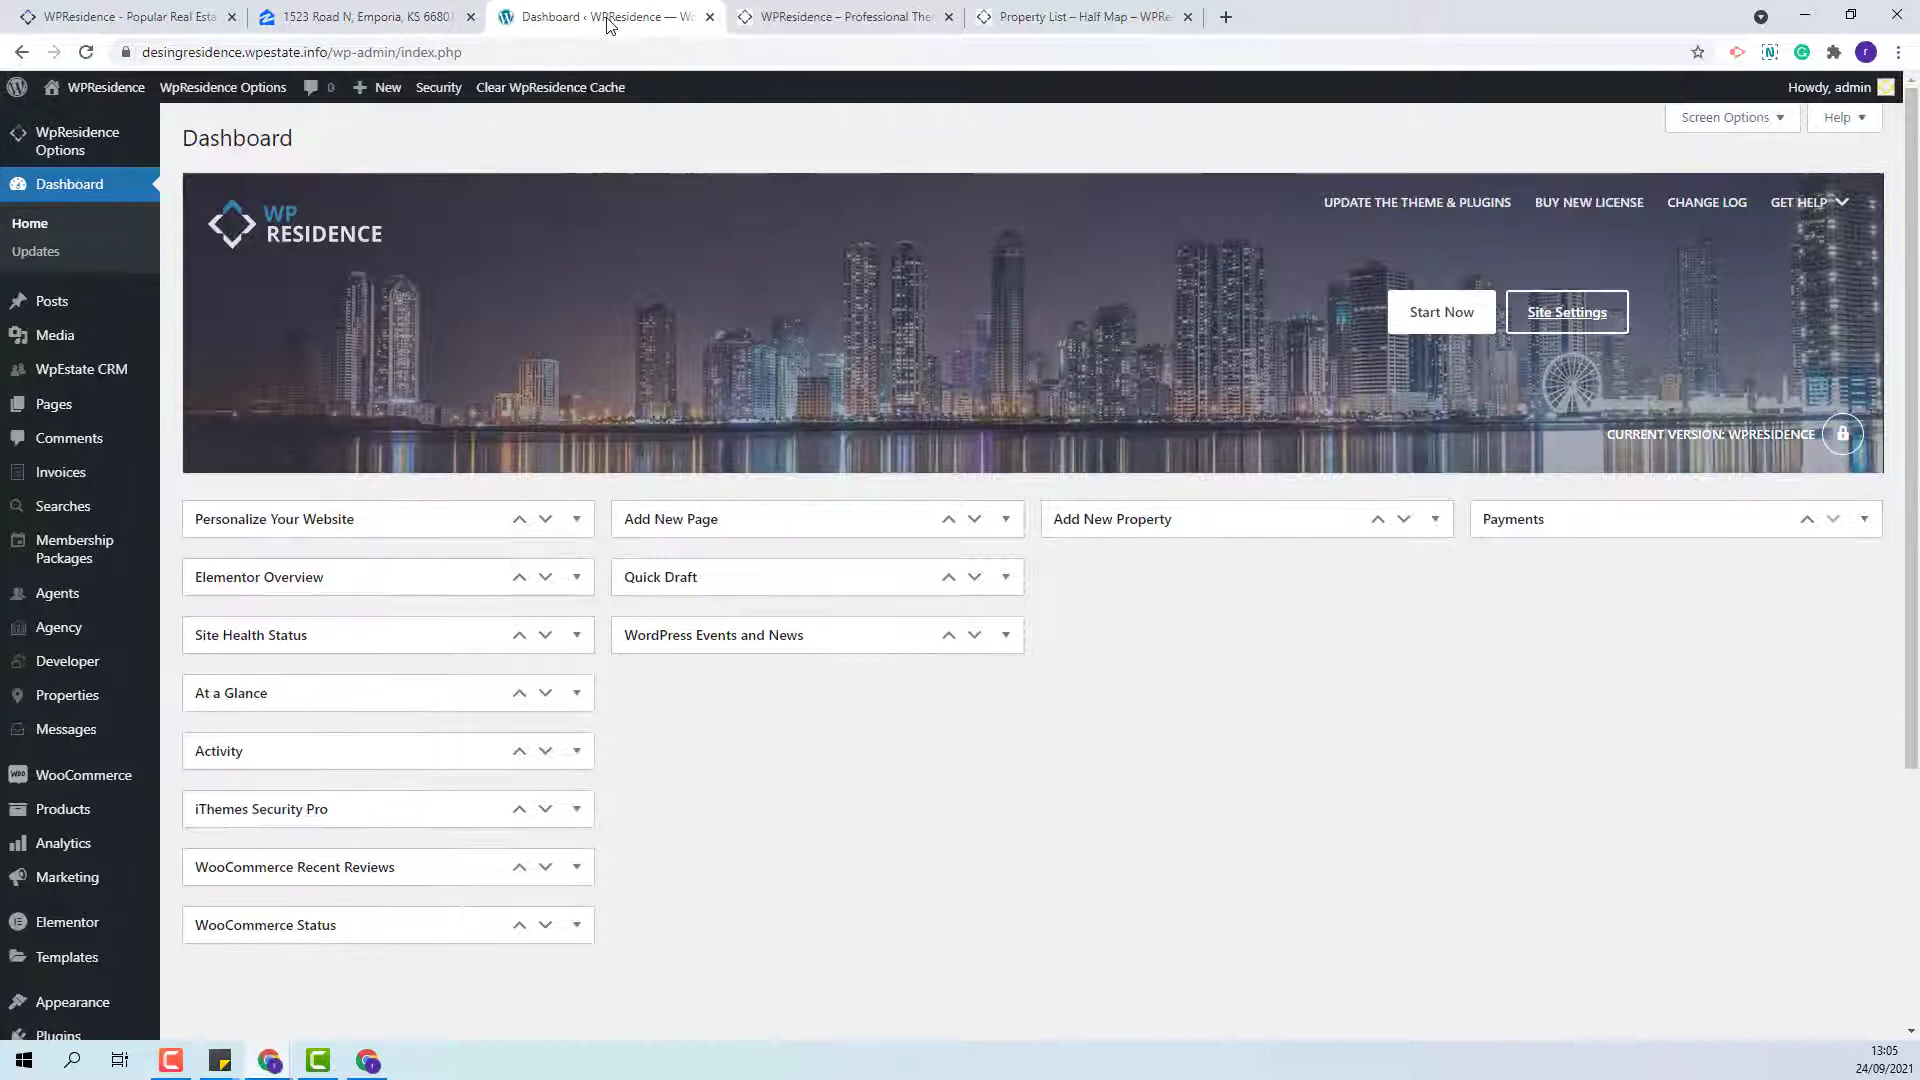 WPResidence - Popular Real Esta
1523 Road N, Emporia, KS 6680
Dashboard ‹ WPResidence — Wo
WPResidence – Professional The
Property List – Half Map – WPRe
desingresidence.wpestate.info/wp-admin/index.php
r
WPResidence
WpResidence Options
0
New
Security
Clear WpResidence Cache
Howdy, admin
WpResidence
Options
Dashboard
Home
Updates
Posts
Media
WpEstate CRM
Pages
Comments
Invoices
Searches
Membership
Packages
Agents
Agency
Developer
Properties
Messages
WooCommerce
Products
Analytics
Marketing
Elementor
Templates
Appearance
Plugins
Dashboard
Screen Options
Help
WP
RESIDENCE
UPDATE THE THEME & PLUGINS
BUY NEW LICENSE
CHANGE LOG
GET HELP
Start Now
Site Settings
CURRENT VERSION: WPRESIDENCE
Personalize Your Website
Add New Page
Add New Property
Payments
Elementor Overview
Quick Draft
Site Health Status
WordPress Events and News
At a Glance
Activity
iThemes Security Pro
WooCommerce Recent Reviews
WooCommerce Status
13:05
24/09/2021